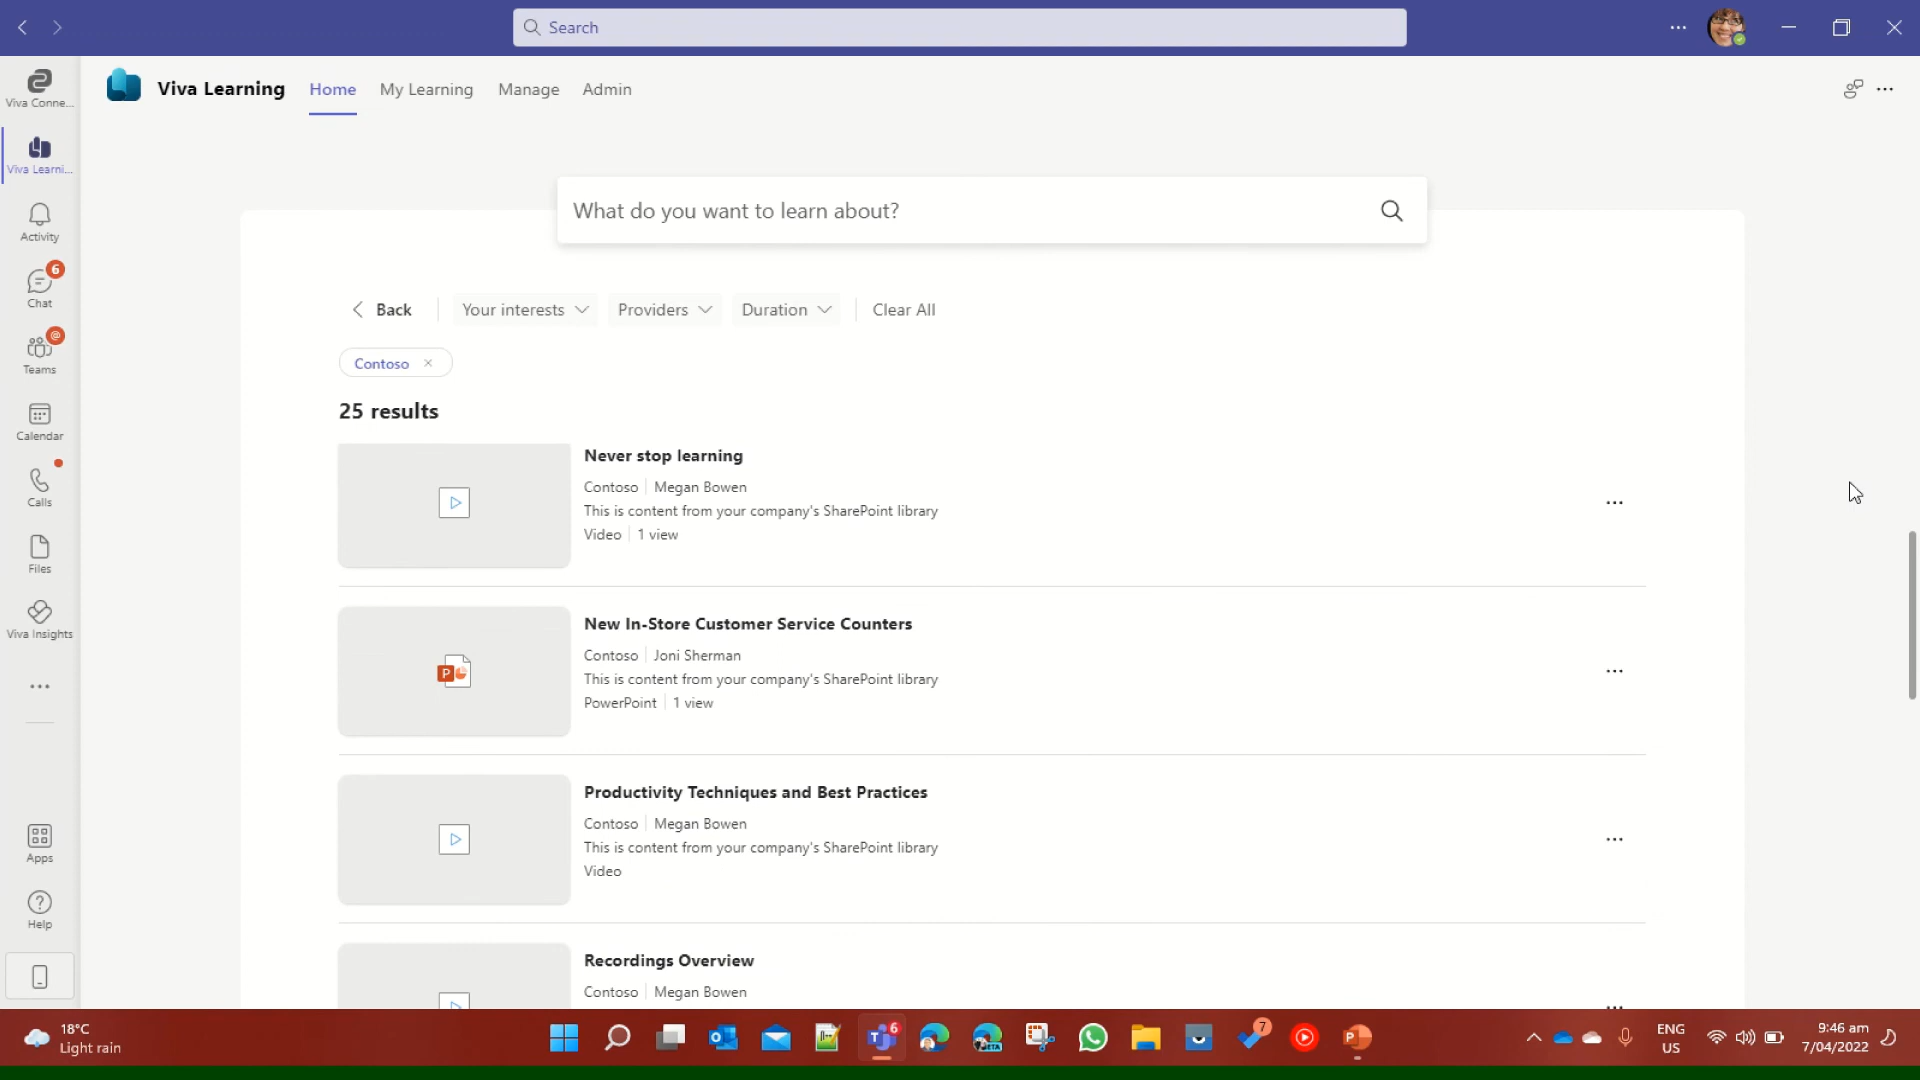 Search
Viva Conne...
Viva Learning
Home
My Learning
Manage
Admin
Viva Learni...
Activity
6
Chat
@
Teams
Calendar
Calls
Files
Viva Insights
Apps
Help
What do you want to learn about?
Back
Your interests
Providers
Duration
Clear All
Contoso
25 results
Never stop learning
Contoso | Megan Bowen
This is content from your company's SharePoint library
Video | 1 view
P
New In-Store Customer Service Counters
Contoso | Joni Sherman
This is content from your company's SharePoint library
PowerPoint | 1 view
Productivity Techniques and Best Practices
Contoso | Megan Bowen
This is content from your company's SharePoint library
Video
Recordings Overview
Contoso | Megan Bowen
18°C
Light rain
6
BETA
7
P
ENG
US
9:46 am
7/04/2022